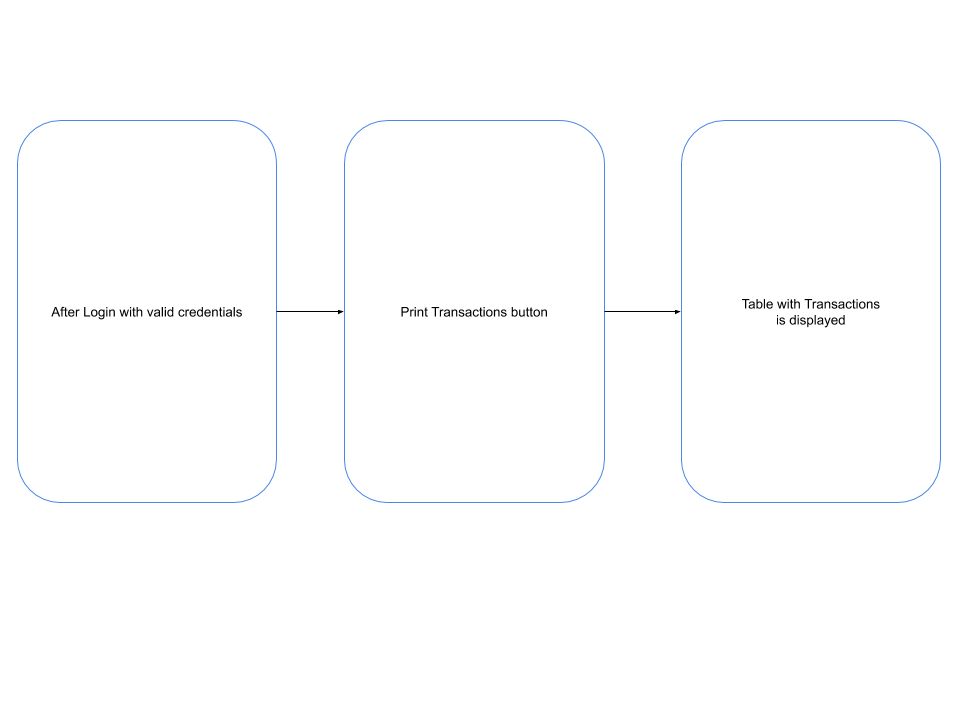 After Login with valid credentials
Print Transactions button
Table with Transactions
is displayed